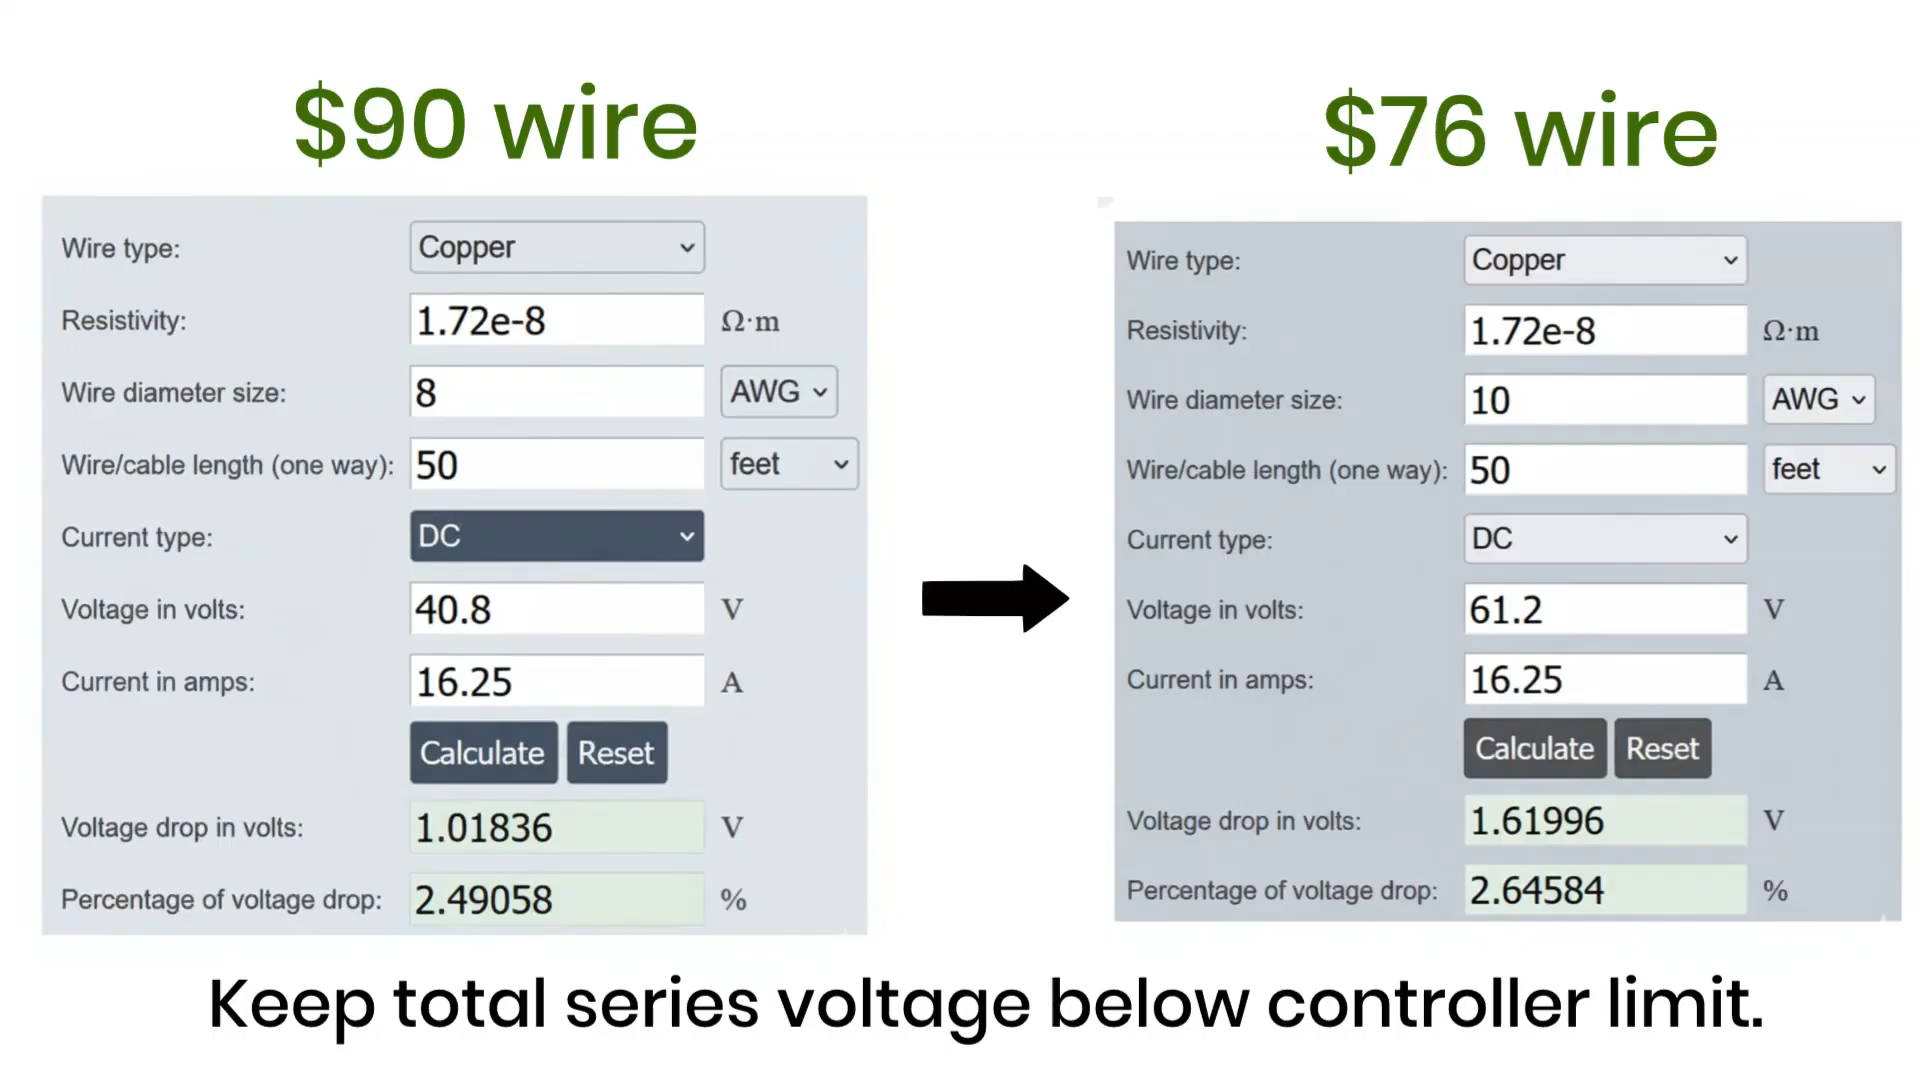 $90 wire
Wire type: Copper
Resistivity: 1.72e-8 Ω·m
Wire diameter size: 8 AWG
Wire/cable length (one way): 50 feet
Current type: DC
Voltage in volts: 40.8 V
Current in amps: 16.25 A
Calculate Reset
Voltage drop in volts: 1.01836 V
Percentage of voltage drop: 2.49058 %
$76 wire
Wire type: Copper
Resistivity: 1.72e-8 Ω·m
Wire diameter size: 10 AWG
Wire/cable length (one way): 50 feet
Current type: DC
Voltage in volts: 61.2 V
Current in amps: 16.25 A
Calculate Reset
Voltage drop in volts: 1.61996 V
Percentage of voltage drop: 2.64584 %
Keep total series voltage below controller limit.